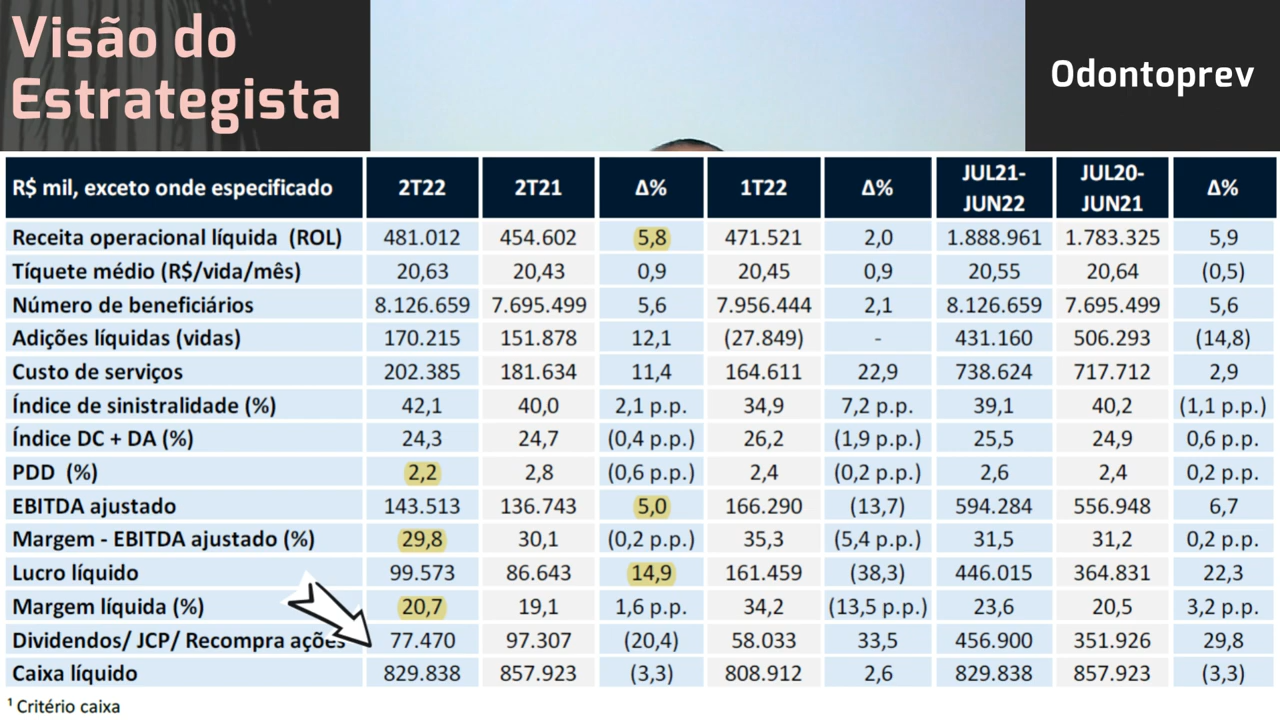 Visão do
Estrategista
Odontoprev
R$ mil, exceto onde especificado 2T22 2T21 Δ% 1T22 Δ% JUL21-JUN22 JUL20-JUN21 Δ%
Receita operacional líquida (ROL) 481.012 454.602 5,8 471.521 2,0 1.888.961 1.783.325 5,9
Tíquete médio (R$/vida/mês) 20,63 20,43 0,9 20,45 0,9 20,55 20,64 (0,5)
Número de beneficiários 8.126.659 7.695.499 5,6 7.956.444 2,1 8.126.659 7.695.499 5,6
Adições líquidas (vidas) 170.215 151.878 12,1 (27.849) - 431.160 506.293 (14,8)
Custo de serviços 202.385 181.634 11,4 164.611 22,9 738.624 717.712 2,9
Índice de sinistralidade (%) 42,1 40,0 2,1 p.p. 34,9 7,2 p.p. 39,1 40,2 (1,1 p.p.)
Índice DC + DA (%) 24,3 24,7 (0,4 p.p.) 26,2 (1,9 p.p.) 25,5 24,9 0,6 p.p.
PDD (%) 2,2 2,8 (0,6 p.p.) 2,4 (0,2 p.p.) 2,6 2,4 0,2 p.p.
EBITDA ajustado 143.513 136.743 5,0 166.290 (13,7) 594.284 556.948 6,7
Margem - EBITDA ajustado (%) 29,8 30,1 (0,2 p.p.) 35,3 (5,4 p.p.) 31,5 31,2 0,2 p.p.
Lucro líquido 99.573 86.643 14,9 161.459 (38,3) 446.015 364.831 22,3
Margem líquida (%) 20,7 19,1 1,6 p.p. 34,2 (13,5 p.p.) 23,6 20,5 3,2 p.p.
Dividendos/ JCP/ Recompra ações 77.470 97.307 (20,4) 58.033 33,5 456.900 351.926 29,8
Caixa líquido 829.838 857.923 (3,3) 808.912 2,6 829.838 857.923 (3,3)
¹ Critério caixa